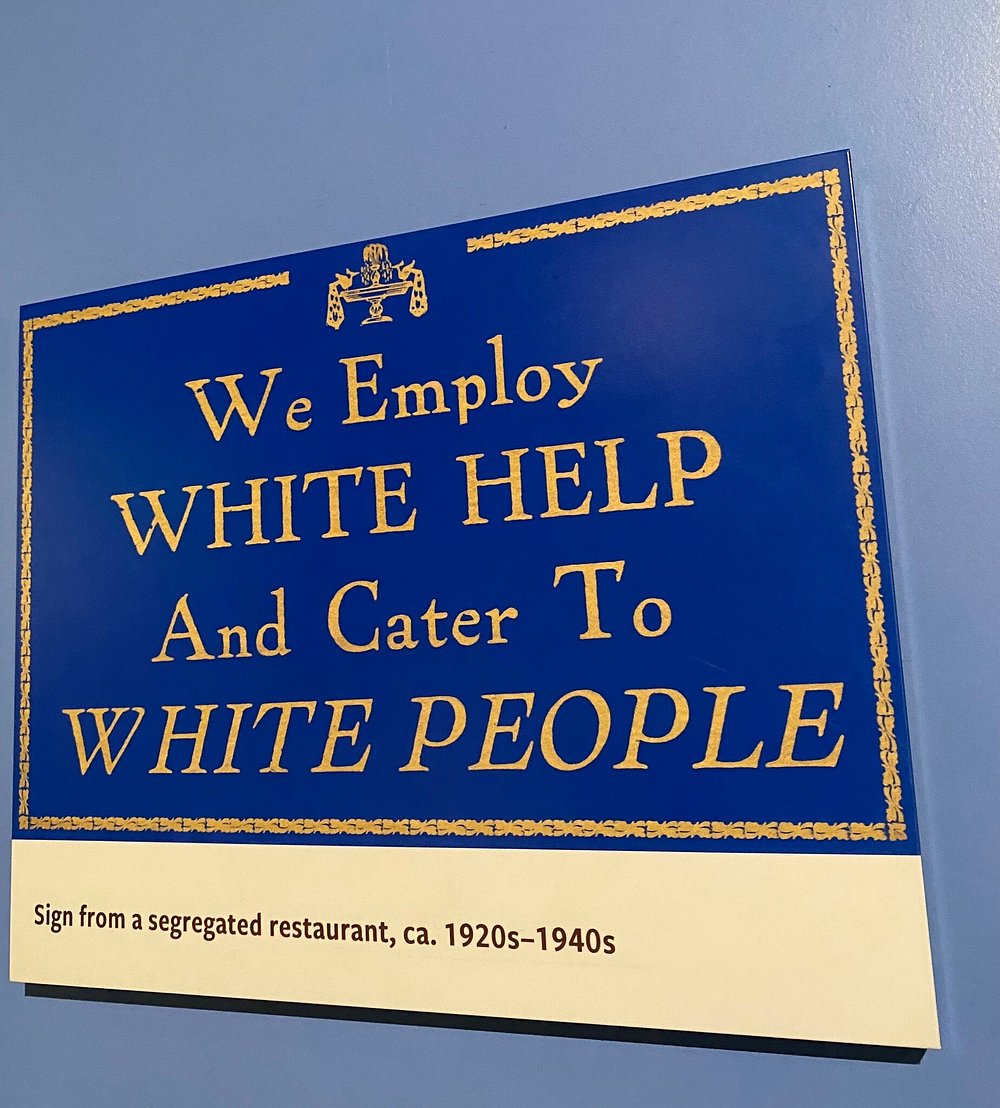 We Employ
WHITE HELP
And Cater To
WHITE PEOPLE
Sign from a segregated restaurant, ca. 1920s–1940s